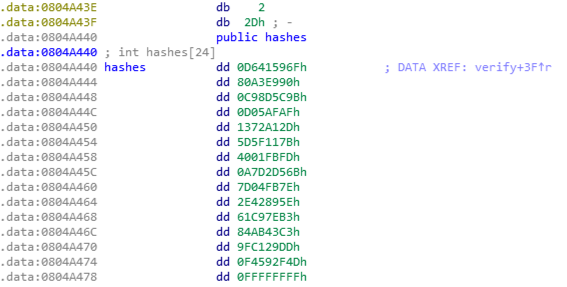 .data:0804A43E db 2
.data:0804A43F db 2Dh ; -
.data:0804A440 public hashes
.data:0804A440 ; int hashes[24]
.data:0804A440 hashes dd 0D641596Fh ; DATA XREF: verify+3F↑r
.data:0804A444 dd 80A3E990h
.data:0804A448 dd 0C98D5C9Bh
.data:0804A44C dd 0D05AFAFh
.data:0804A450 dd 1372A12Dh
.data:0804A454 dd 5D5F117Bh
.data:0804A458 dd 4001FBFDh
.data:0804A45C dd 0A7D2D56Bh
.data:0804A460 dd 7D04FB7Eh
.data:0804A464 dd 2E42895Eh
.data:0804A468 dd 61C97EB3h
.data:0804A46C dd 84AB43C3h
.data:0804A470 dd 9FC129DDh
.data:0804A474 dd 0F4592F4Dh
.data:0804A478 dd 0FFFFFFFFh